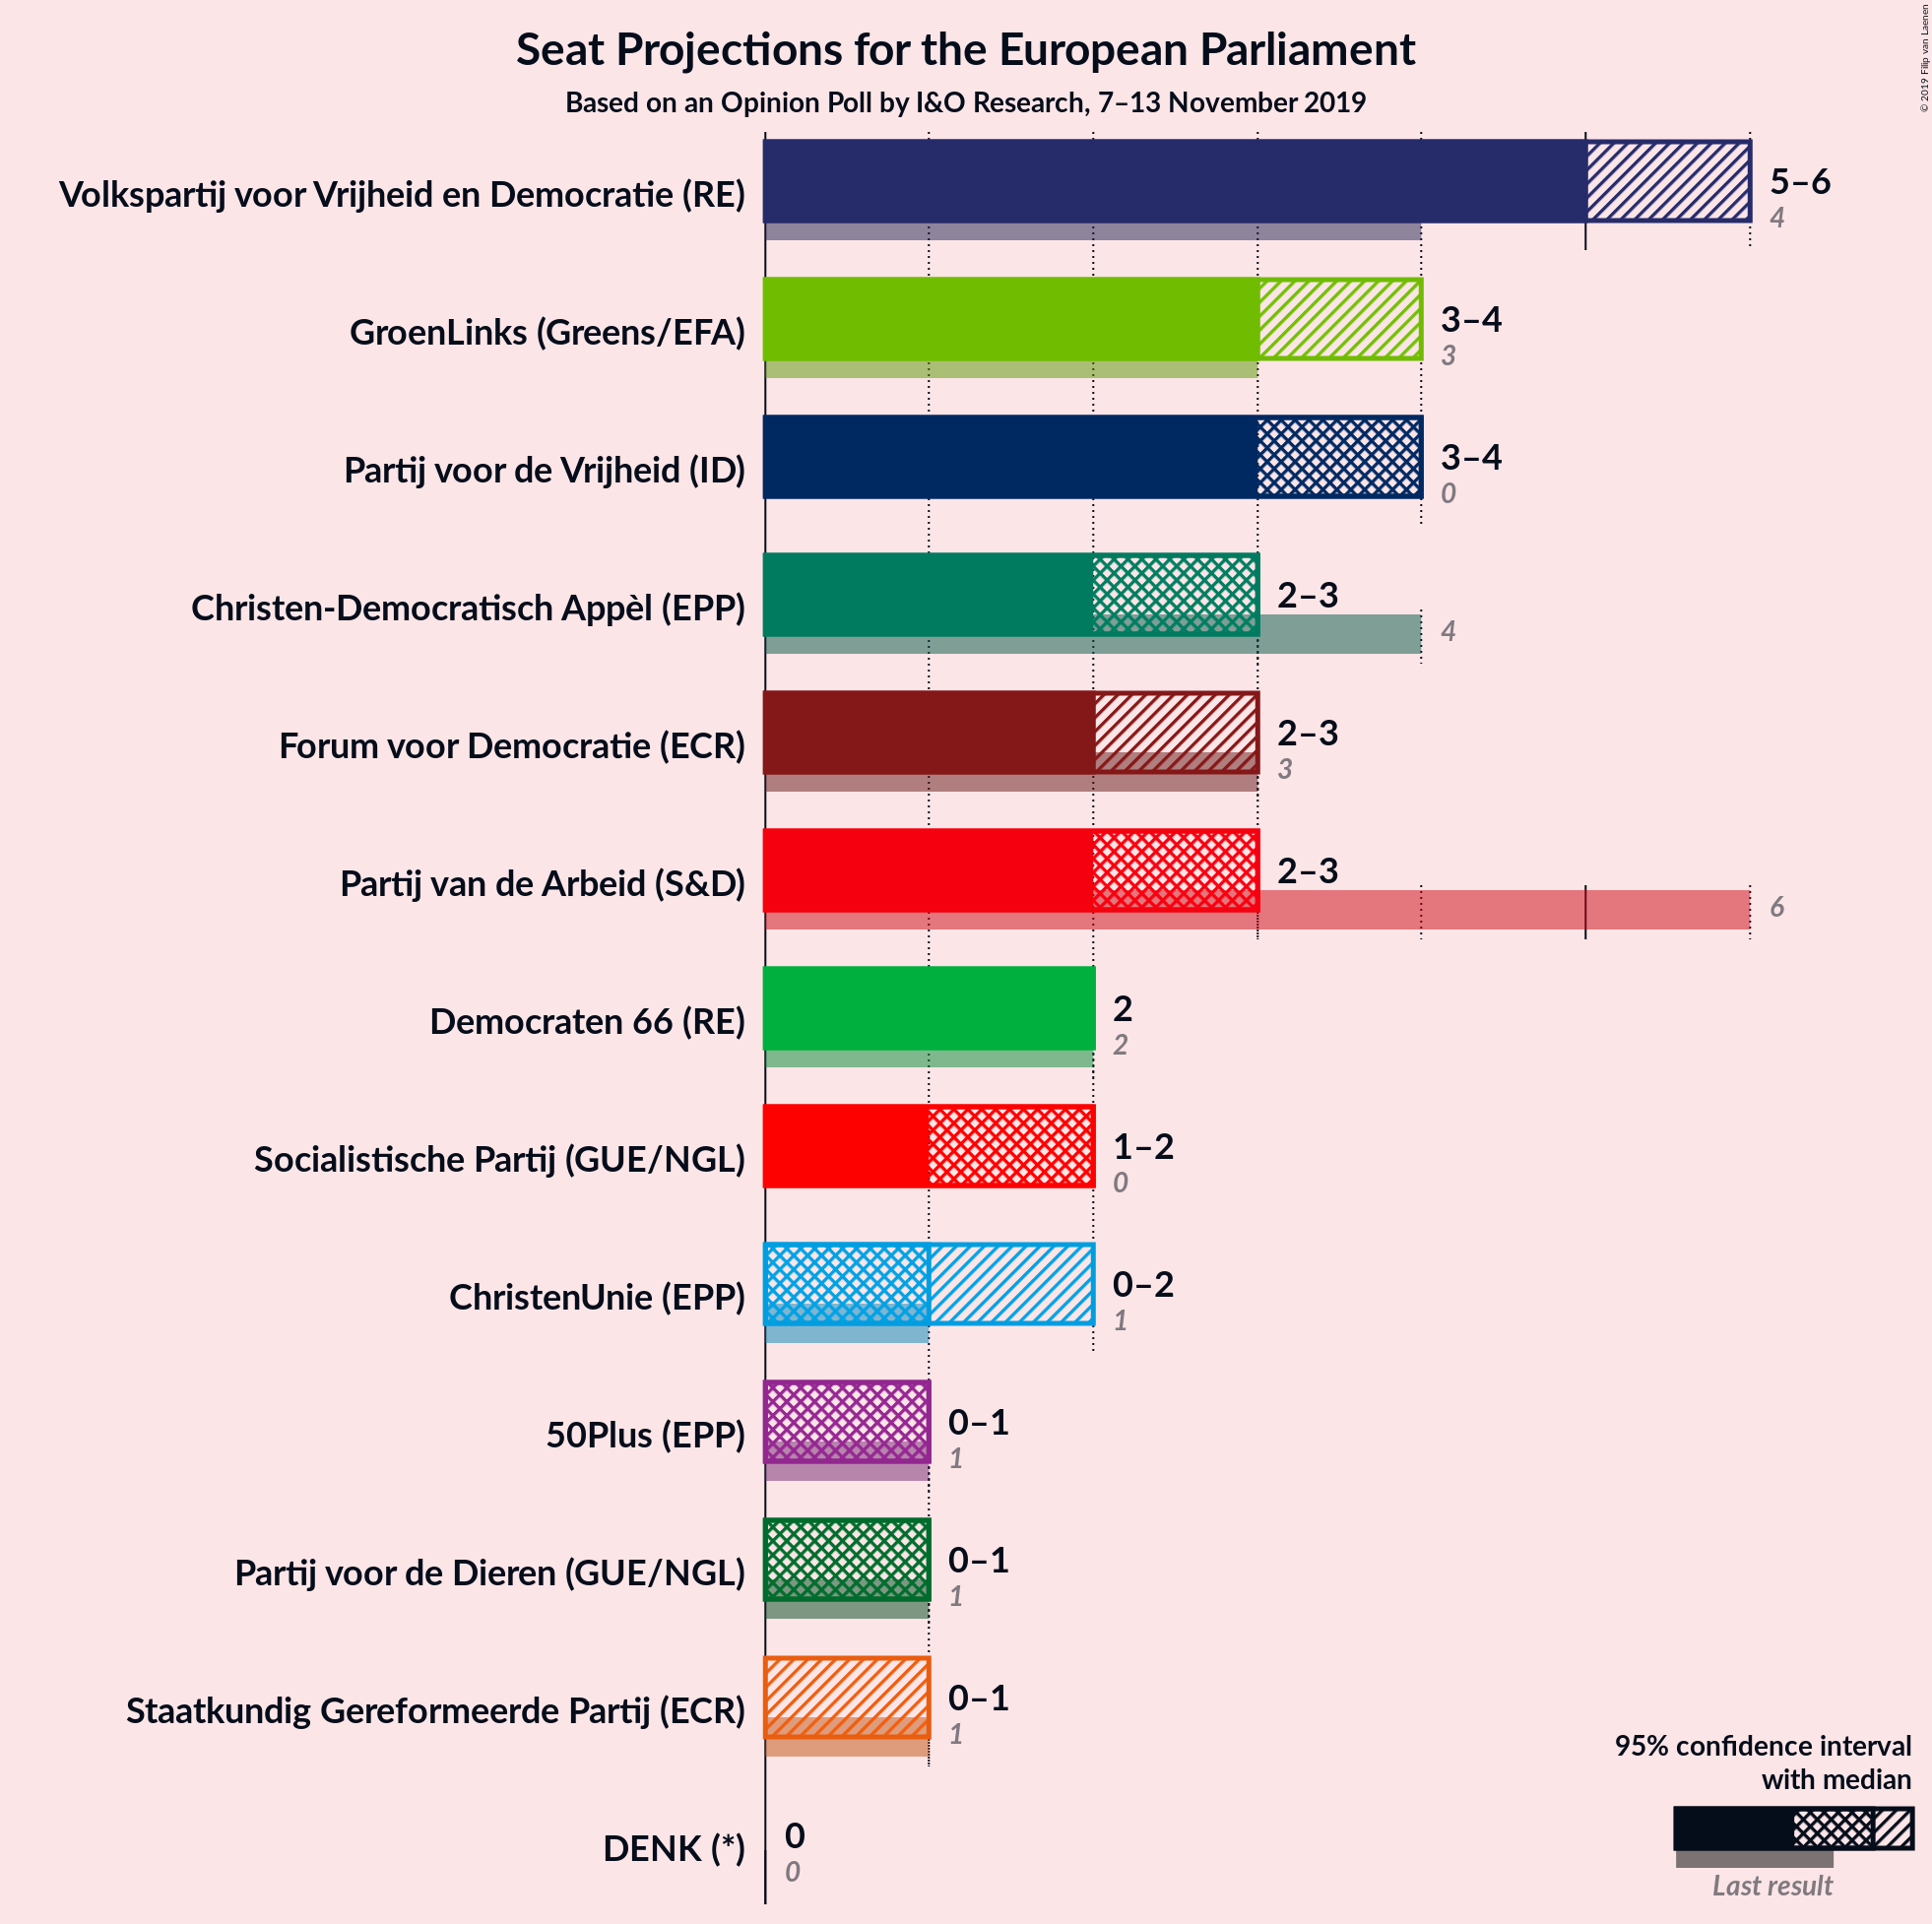 Seat Projections for the European Parliament
Based on an Opinion Poll by I&O Research, 7–13 November 2019
© 2019 Filip van Laenen
Volkspartij voor Vrijheid en Democratie (RE)
5–6
4
GroenLinks (Greens/EFA)
3–4
3
Partij voor de Vrijheid (ID)
3–4
0
Christen-Democratisch Appèl (EPP)
2–3
4
Forum voor Democratie (ECR)
2–3
3
Partij van de Arbeid (S&D)
2–3
6
Democraten 66 (RE)
2
2
Socialistische Partij (GUE/NGL)
1–2
0
ChristenUnie (EPP)
0–2
1
50Plus (EPP)
0–1
1
Partij voor de Dieren (GUE/NGL)
0–1
1
Staatkundig Gereformeerde Partij (ECR)
0–1
1
DENK (*)
0
0
95% confidence interval
with median
Last result